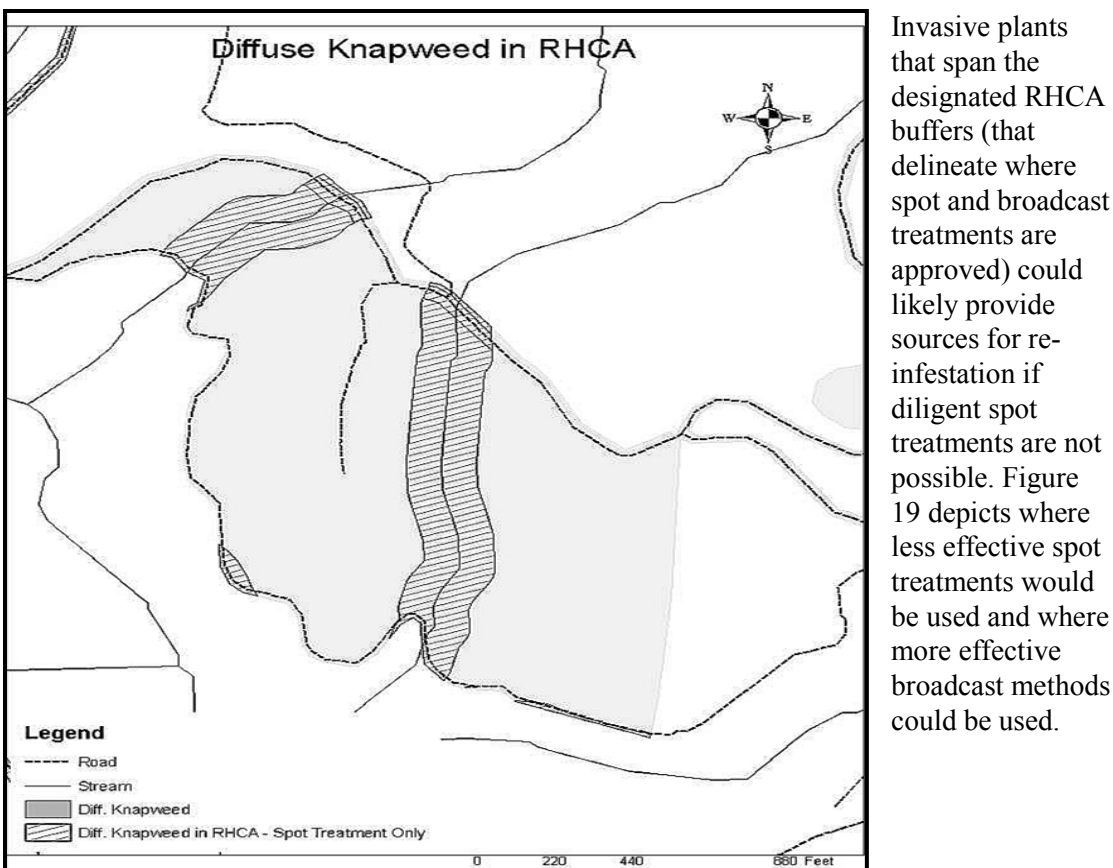 Diffuse Knapweed in RHCA
N
W E
S
Legend
Road
Stream
Diff. Knapweed
Diff. Knapweed in RHCA - Spot Treatment Only
0 220 440 880 Feet
Invasive plants
that span the
designated RHCA
buffers (that
delineate where
spot and broadcast
treatments are
approved) could
likely provide
sources for re-
infestation if
diligent spot
treatments are not
possible. Figure
19 depicts where
less effective spot
treatments would
be used and where
more effective
broadcast methods
could be used.